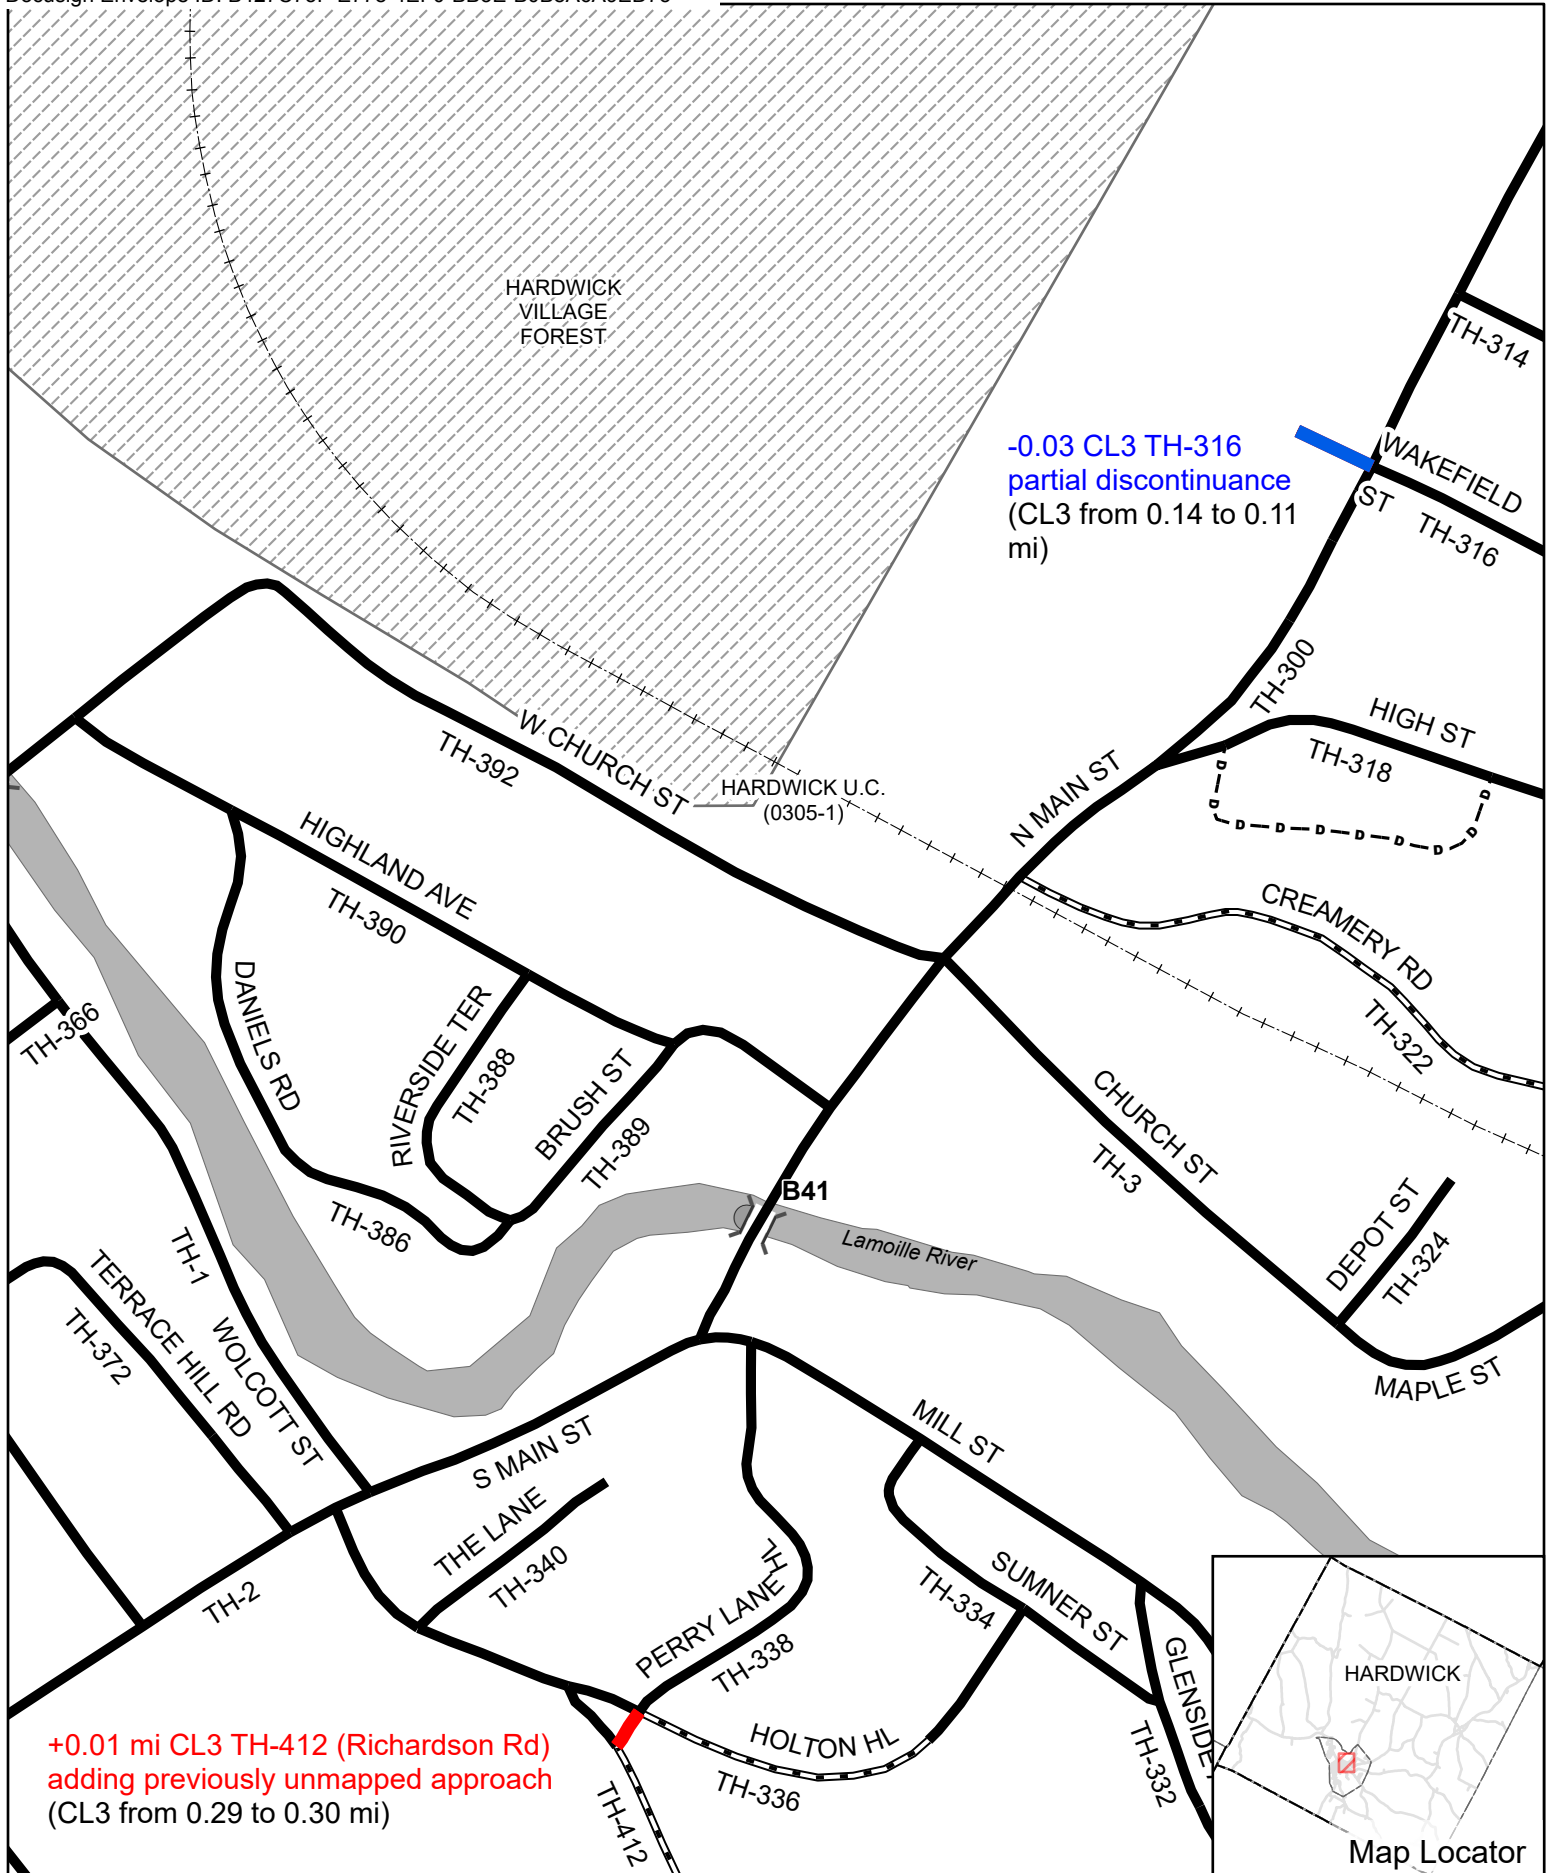 HARDWICK
VILLAGE
FOREST
TH-314
-0.03 CL3 TH-316
partial discontinuance
(CL3 from 0.14 to 0.11
mi)
WAKEFIELD
ST
TH-316
TH-300
HIGH ST
TH-318
D D D D D D D D D
W CHURCH ST
TH-392
HARDWICK U.C.
(0305-1)
N MAIN ST
HIGHLAND AVE
TH-390
CREAMERY RD
TH-322
DANIELS RD
TH-366
RIVERSIDE TER
TH-388
BRUSH ST
TH-389
CHURCH ST
TH-3
B41
Lamoille River
DEPOT ST
TH-324
TH-386
TH-1
TERRACE HILL RD
TH-372
WOLCOTT ST
MAPLE ST
S MAIN ST
MILL ST
THE LANE
TH-340
TH
PERRY LANE
TH-338
SUMNER ST
TH-334
TH-2
GLENSIDE
TH-332
HOLTON HL
TH-336
+0.01 mi CL3 TH-412 (Richardson Rd)
adding previously unmapped approach
(CL3 from 0.29 to 0.30 mi)
TH-412
HARDWICK
Map Locator